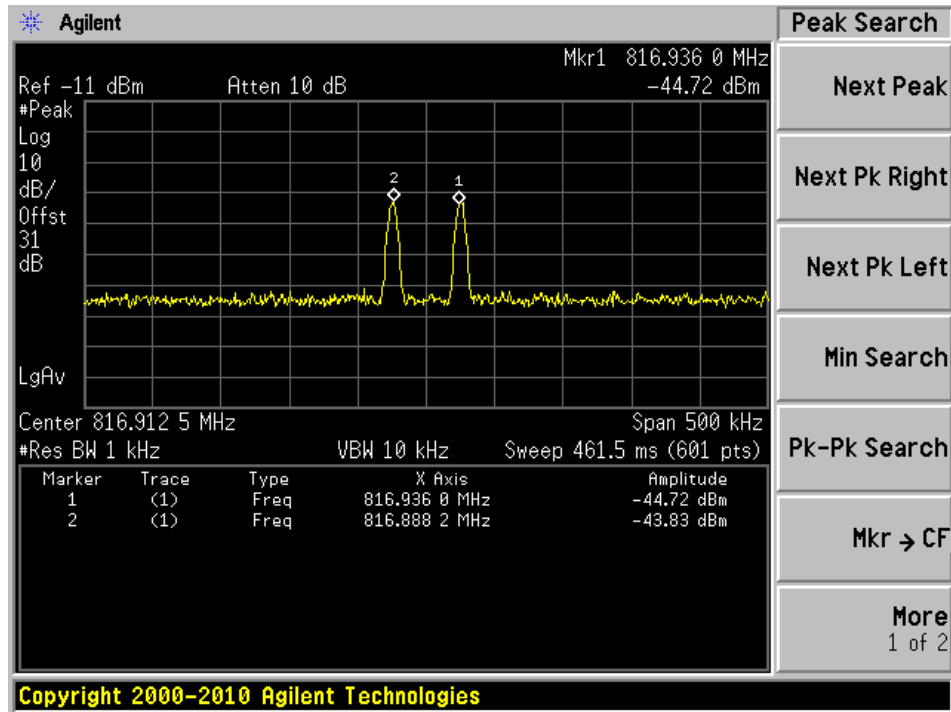 Agilent
Peak Search
Mkr1 816.936 0 MHz
Ref -11 dBm Atten 10 dB -44.72 dBm
#Peak
Log
10
dB/
Offst
31
dB
LgAv
2
1
Center 816.912 5 MHz Span 500 kHz
#Res BW 1 kHz VBW 10 kHz Sweep 461.5 ms (601 pts)
Marker Trace Type X Axis Amplitude
1 (1) Freq 816.936 0 MHz -44.72 dBm
2 (1) Freq 816.888 2 MHz -43.83 dBm
Next Peak
Next Pk Right
Next Pk Left
Min Search
Pk-Pk Search
Mkr → CF
More
1 of 2
Copyright 2000-2010 Agilent Technologies